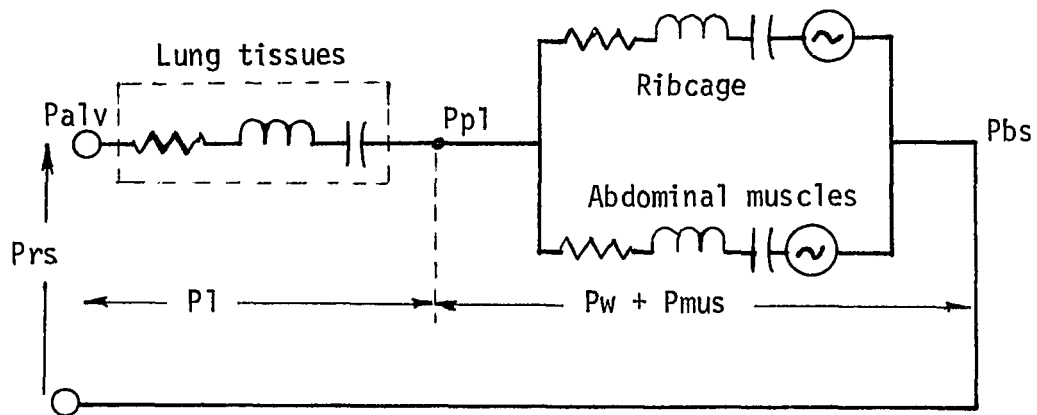 Lung tissues
Palv
Ppl
Ribcage
Pbs
Abdominal muscles
Prs
Pl
Pw + Pmus